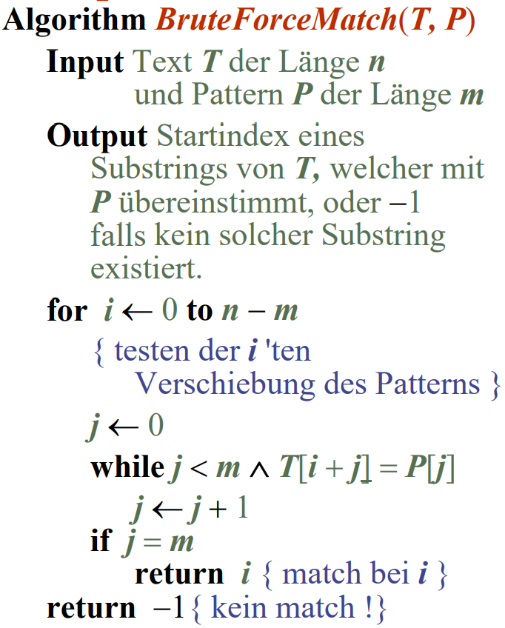 Algorithm BruteForceMatch(T, P)
Input Text T der Länge n
und Pattern P der Länge m
Output Startindex eines
Substrings von T, welcher mit
P übereinstimmt, oder –1
falls kein solcher Substring
existiert.
for i ← 0 to n – m
{ testen der i 'ten
Verschiebung des Patterns }
j ← 0
while j < m ∧ T[i + j] = P[j]
j ← j + 1
if j = m
return i { match bei i }
return –1{ kein match !}